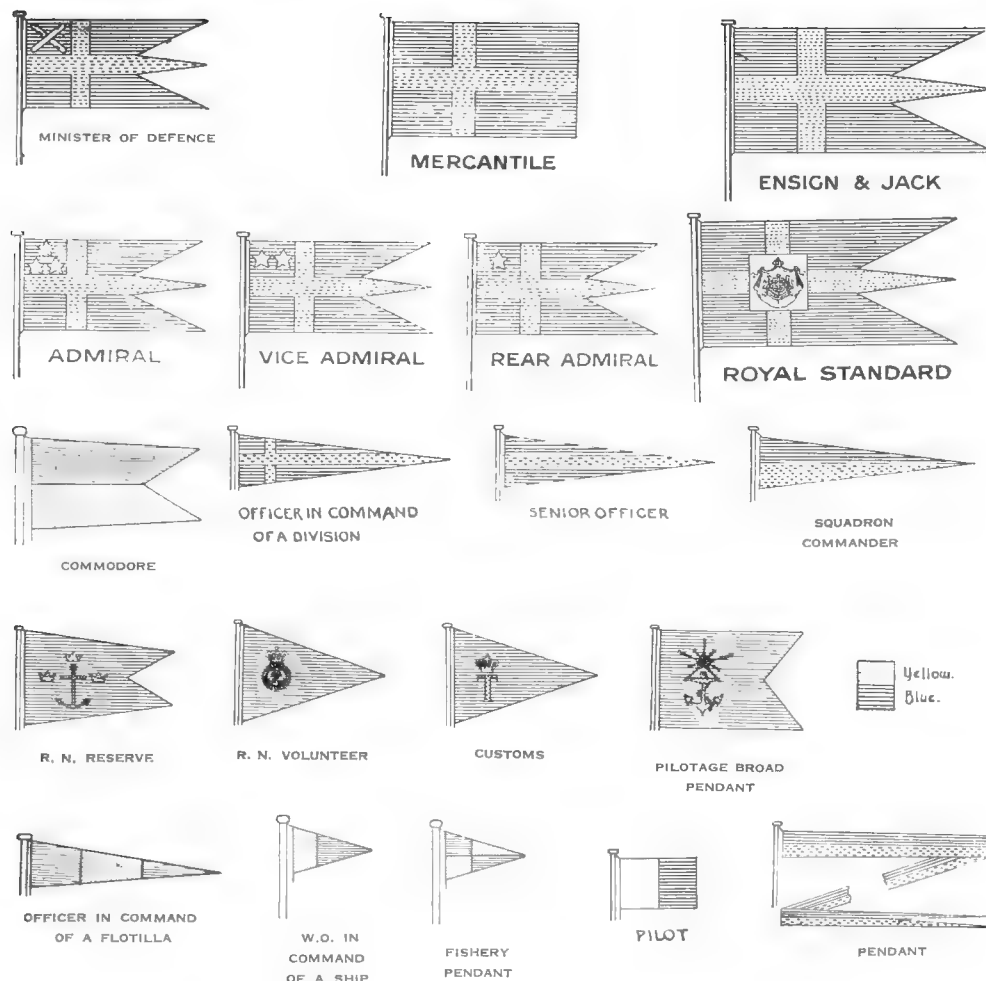 MINISTER OF DEFENCE
MERCANTILE
ENSIGN & JACK
ADMIRAL
VICE ADMIRAL
REAR ADMIRAL
ROYAL STANDARD
COMMODORE
OFFICER IN COMMAND
OF A DIVISION
SENIOR OFFICER
SQUADRON
COMMANDER
R. N. RESERVE
R. N. VOLUNTEER
CUSTOMS
PILOTAGE BROAD
PENDANT
Yellow.
Blue.
OFFICER IN COMMAND
OF A FLOTILLA
W.O. IN
COMMAND
OF A SHIP
FISHERY
PENDANT
PILOT
PENDANT